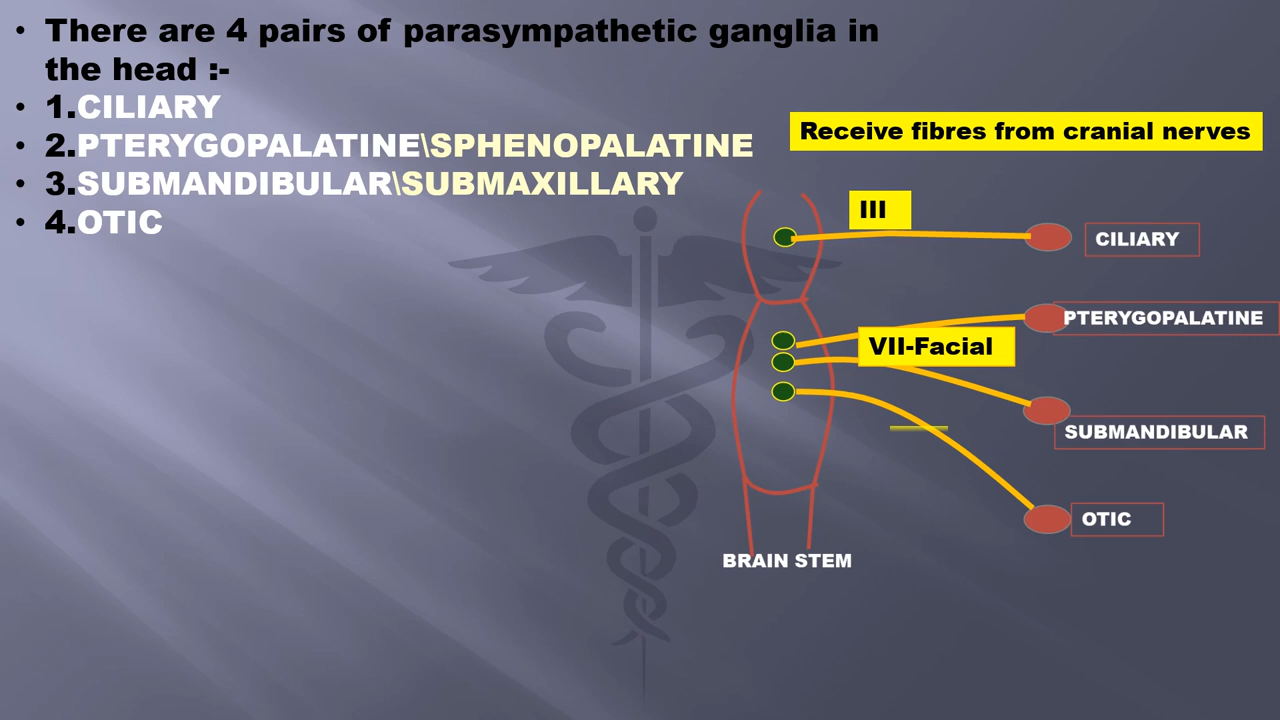 • There are 4 pairs of parasympathetic ganglia in
the head :-
• 1.CILIARY
• 2.PTERYGOPALATINE\SPHENOPALATINE
• 3.SUBMANDIBULAR\SUBMAXILLARY
• 4.OTIC
Receive fibres from cranial nerves
III
CILIARY
PTERYGOPALATINE
VII-Facial
SUBMANDIBULAR
OTIC
BRAIN STEM